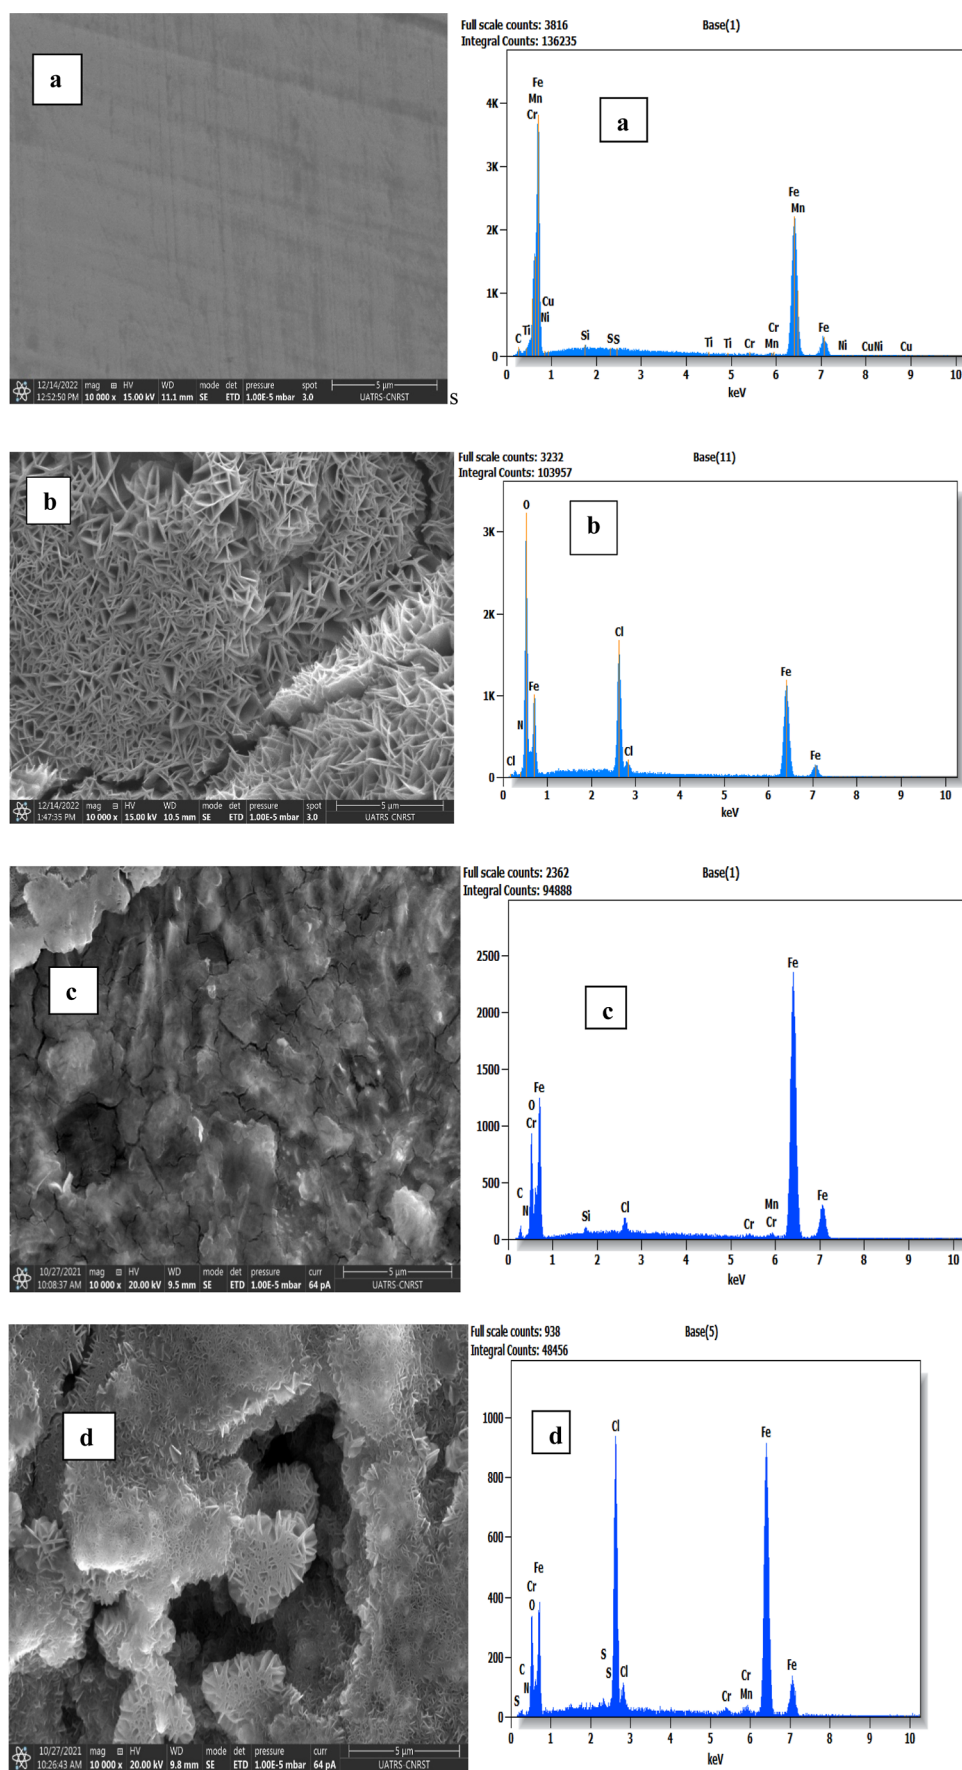 a
12/14/2022 mag HV WD mode det pressure spot 5 µm
12:52:50 PM 10 000 x 15.00 kV 11.1 mm SE ETD 1.00E-5 mbar 3.0 UATRS-CNRST
s
Full scale counts: 3816 Base(1)
Integral Counts: 136235
a
4K
3K
2K
1K
0
Fe
Mn
Cr
Cu
Ni
Ti
C
Si
S S
Ti Ti Cr
Cr
Mn
Fe
Mn
Fe
Ni CuNi Cu
0 1 2 3 4 5 6 7 8 9 10
keV
b
12/14/2022 mag HV WD mode det pressure spot 5 µm
1:47:35 PM 10 000 x 15.00 kV 10.5 mm SE ETD 1.00E-5 mbar 3.0 UATRS CNRST
Full scale counts: 3232 Base(11)
Integral Counts: 103957
b
3K
2K
1K
0
O
Fe
N
Cl
Cl
Cl
Fe
Fe
0 1 2 3 4 5 6 7 8 9 10
keV
c
10/27/2021 mag HV WD mode det pressure curr 5 µm
10:08:37 AM 10 000 x 20.00 kV 9.5 mm SE ETD 1.00E-5 mbar 64 pA UATRS-CNRST
Full scale counts: 2362 Base(1)
Integral Counts: 94888
c
2500
2000
1500
1000
500
0
Fe
O
Cr
C
N
Si
Cl
Cr
Mn
Cr
Fe
Fe
0 1 2 3 4 5 6 7 8 9 10
keV
d
10/27/2021 mag HV WD mode det pressure curr 5 µm
10:26:43 AM 10 000 x 20.00 kV 9.8 mm SE ETD 1.00E-5 mbar 64 pA UATRS-CNRST
Full scale counts: 938 Base(5)
Integral Counts: 48456
d
1000
800
600
400
200
0
Fe
Cr
O
C
N
S
S
S
Cl
Cl
Cr
Cr
Mn
Fe
Fe
0 1 2 3 4 5 6 7 8 9 10
keV